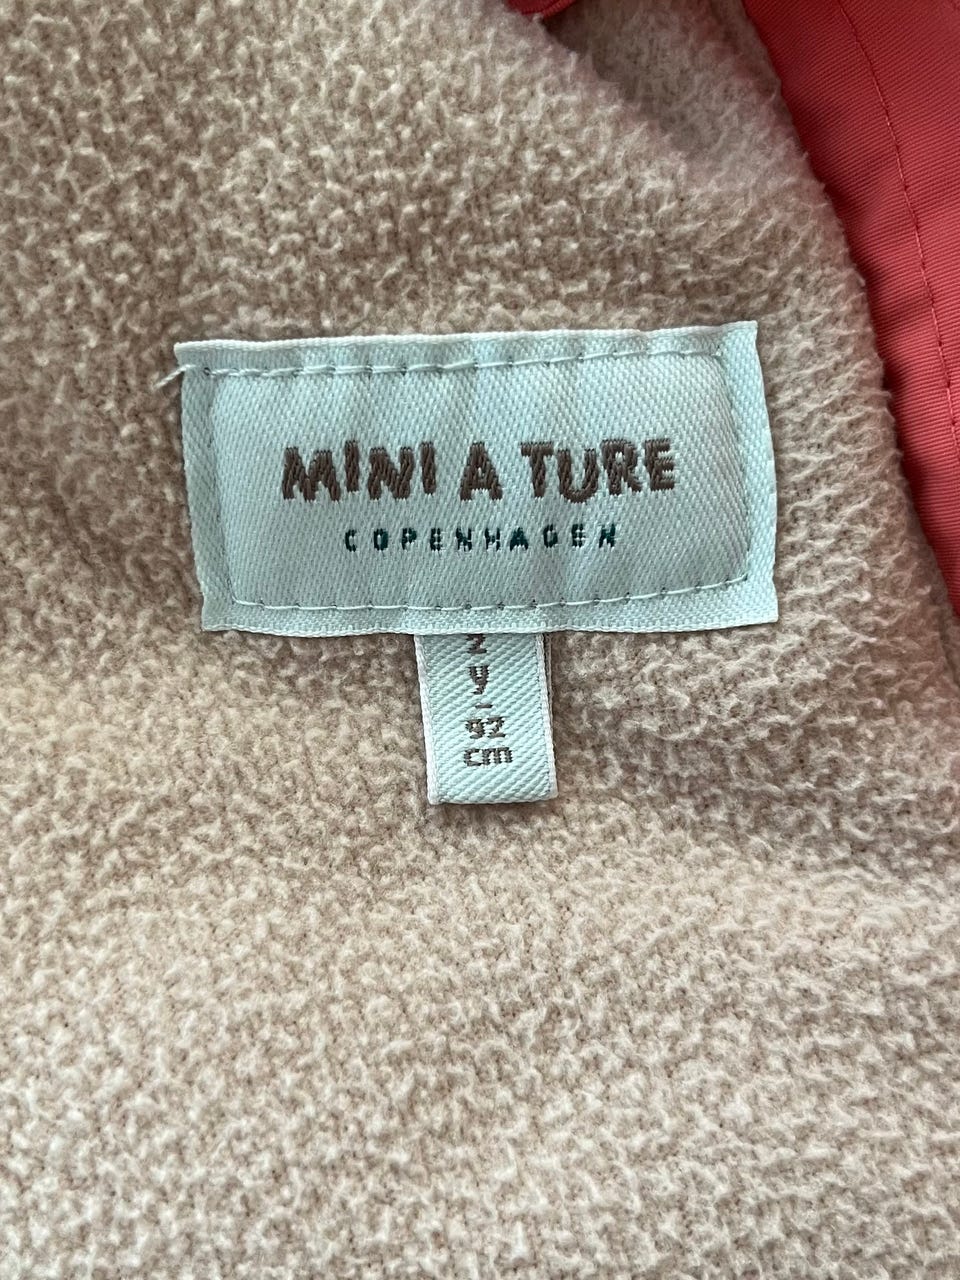 MINI A TURE
COPENHAGEN
2
y
-
92
cm